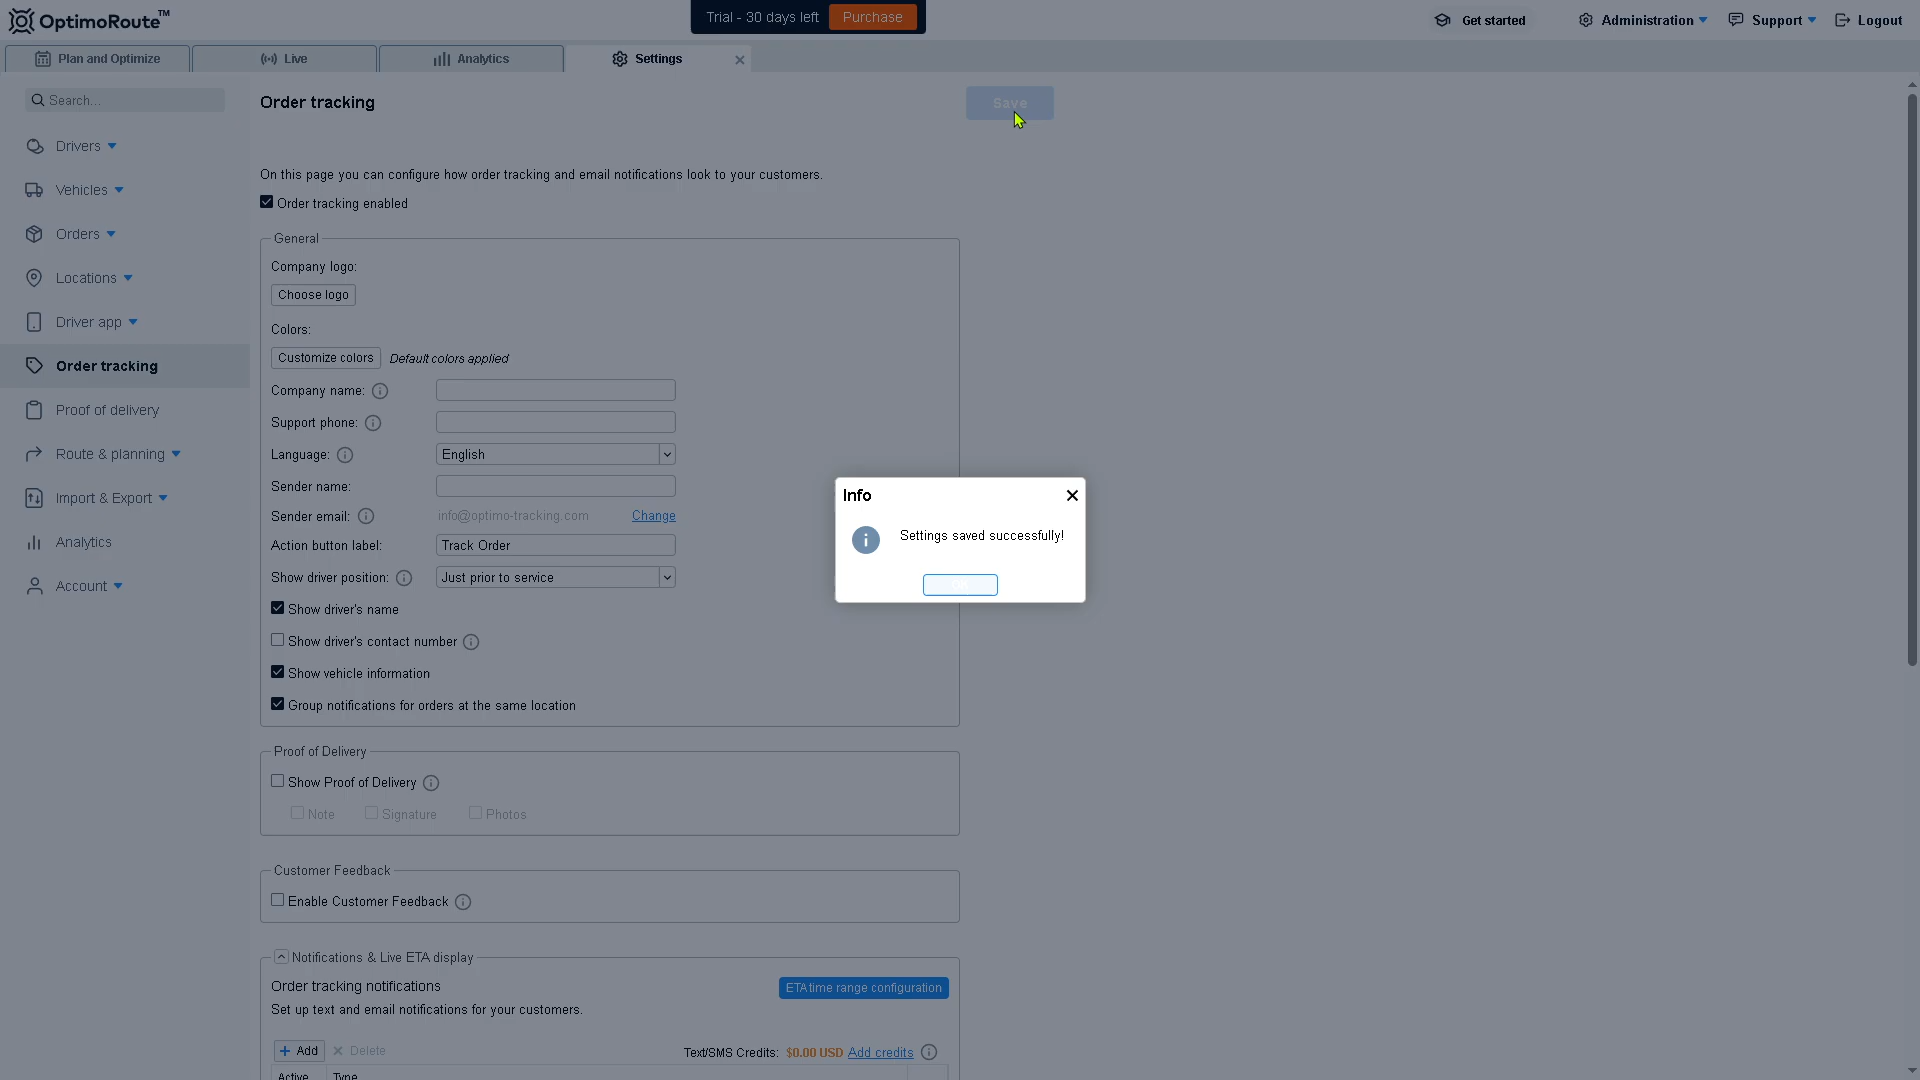 OptimoRoute™
Trial - 30 days left
Purchase
Get started
Administration
Support
Logout
Plan and Optimize
Live
Analytics
Settings
Search...
Order tracking
Save
Drivers
Vehicles
Orders
Locations
Driver app
Order tracking
Proof of delivery
Route & planning
Import & Export
Analytics
Account
On this page you can configure how order tracking and email notifications look to your customers.
Order tracking enabled
General
Company logo:
Choose logo
Colors:
Customize colors Default colors applied
Company name:
Support phone:
Language: English
Sender name:
Sender email: info@optimo-tracking.com Change
Action button label: Track Order
Show driver position: Just prior to service
Show driver's name
Show driver's contact number
Show vehicle information
Group notifications for orders at the same location
Info
Settings saved successfully!
Proof of Delivery
Show Proof of Delivery
Note Signature Photos
Customer Feedback
Enable Customer Feedback
Notifications & Live ETA display
Order tracking notifications
ETA time range configuration
Set up text and email notifications for your customers.
Add Delete Text/SMS Credits: $0.00 USD Add credits
Active Type